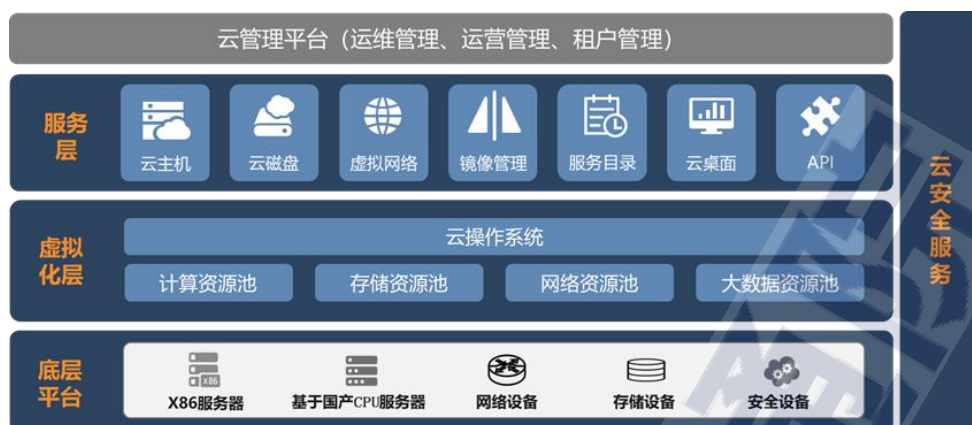 云管理平台（运维管理、运营管理、租户管理）
服务
层
云主机
云磁盘
虚拟网络
镜像管理
服务目录
云桌面
API
虚拟
化层
云操作系统
计算资源池
存储资源池
网络资源池
大数据资源池
底层
平台
X86
X86服务器
基于国产CPU服务器
网络设备
存储设备
安全设备
云
安
全
服
务